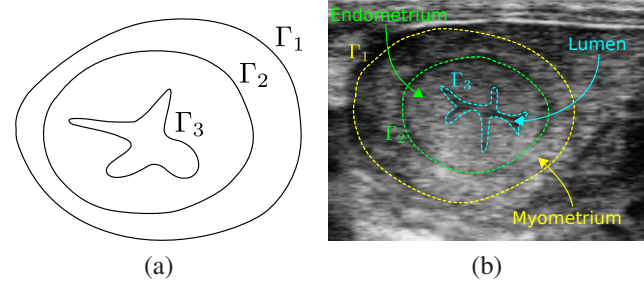 Γ₁
Γ₂
Γ₃
(a)
Endometrium
Lumen
Γ₁
Γ₃
Γ₂
Myometrium
(b)